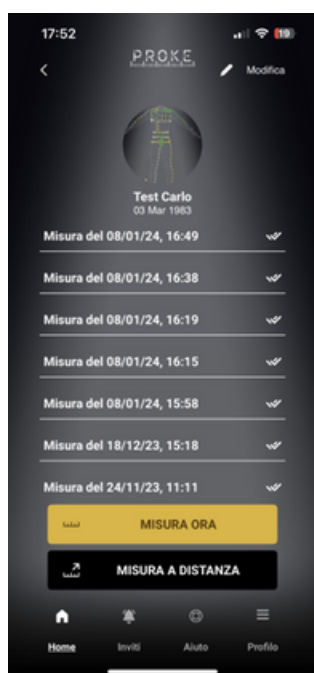 17:52
19
PROKE
Modifica
Test Carlo
03 Mar 1983
Misura del 08/01/24, 16:49
Misura del 08/01/24, 16:38
Misura del 08/01/24, 16:19
Misura del 08/01/24, 16:15
Misura del 08/01/24, 15:58
Misura del 18/12/23, 15:18
Misura del 24/11/23, 11:11
MISURA ORA
MISURA A DISTANZA
Home Inviti Aiuto Profilo